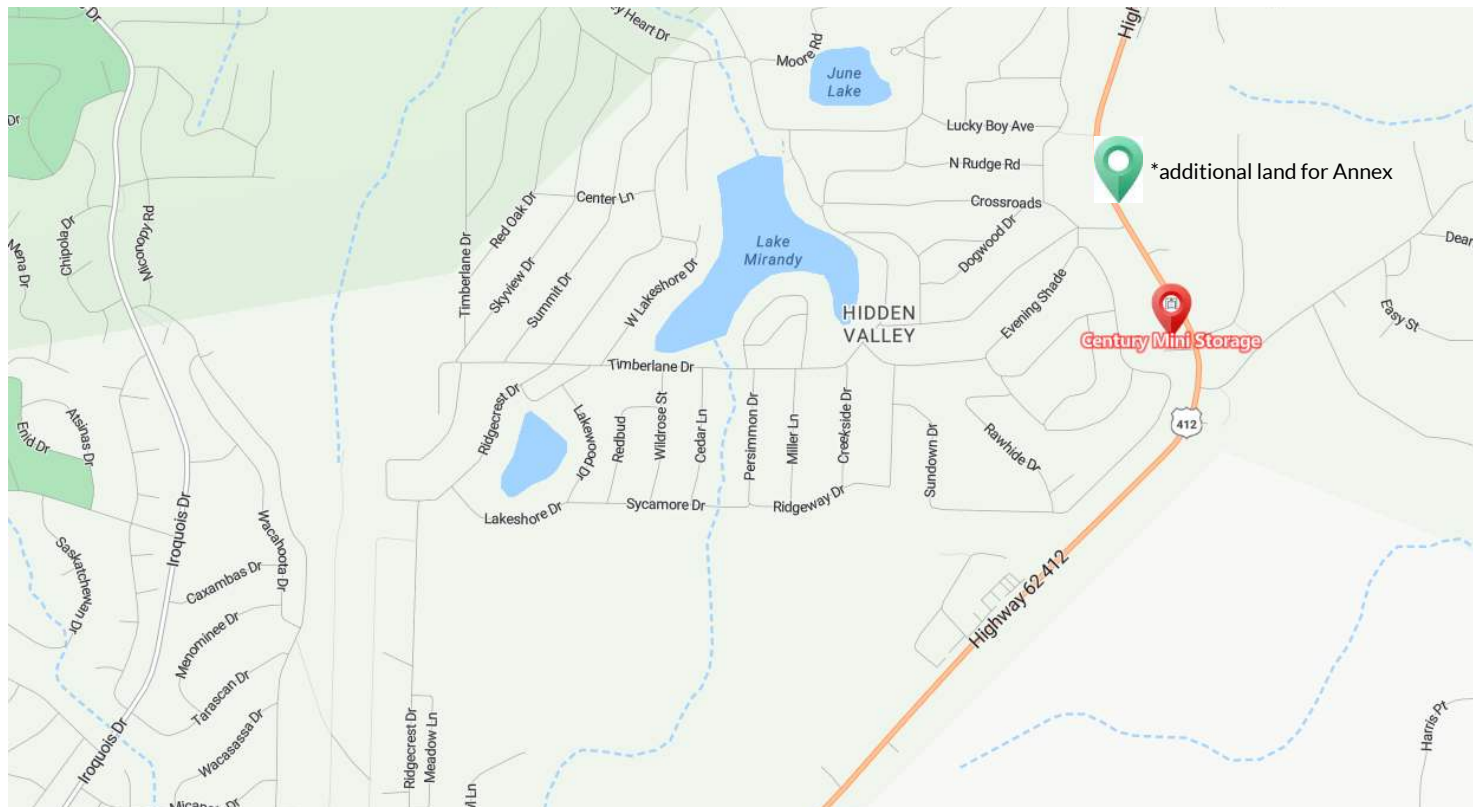 Dr
y Heart Dr
Moore Rd
June
Lake
High
Lucky Boy Ave
N Rudge Rd
*additional land for Annex
Crossroads
Dr
Center Ln
Red Oak Dr
Timberlane Dr
Skyview Dr
Summit Dr
W Lakeshore Dr
Lake
Mirandy
Dogwood Dr
Evening Shade
HIDDEN
VALLEY
Century Mini Storage
Dear
Easy St
Mena Dr
Chipola Dr
Miconopy Rd
Timberlane Dr
Ridgecrest Dr
Lakewood Dr
Redbud
Wildrose St
Cedar Ln
Persimmon Dr
Miller Ln
Creekside Dr
Sundown Dr
Rawhide Dr
412
Atsinas Dr
Enid Dr
Lakeshore Dr
Sycamore Dr
Ridgeway Dr
Iroquois Dr
Wacahoota Dr
Saskatchewan Dr
Caxambas Dr
Menominee Dr
Tarascan Dr
Wacasassa Dr
Highway 62 412
Iroquois Dr
Ridgecrest Dr
Meadow Ln
Harris Pt